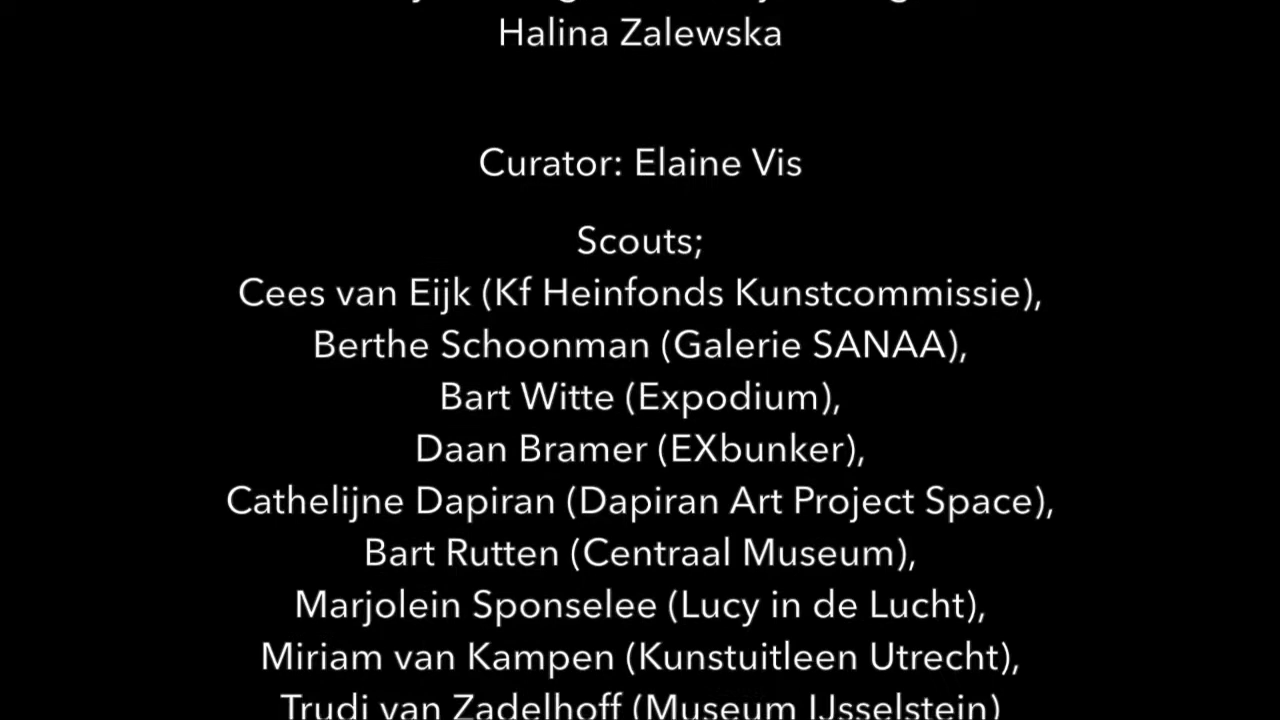 Halina Zalewska
Curator: Elaine Vis
Scouts;
Cees van Eijk (Kf Heinfonds Kunstcommissie),
Berthe Schoonman (Galerie SANAA),
Bart Witte (Expodium),
Daan Bramer (EXbunker),
Cathelijne Dapiran (Dapiran Art Project Space),
Bart Rutten (Centraal Museum),
Marjolein Sponselee (Lucy in de Lucht),
Miriam van Kampen (Kunstuitleen Utrecht),
Trudi van Zadelhoff (Museum IJsselstein)